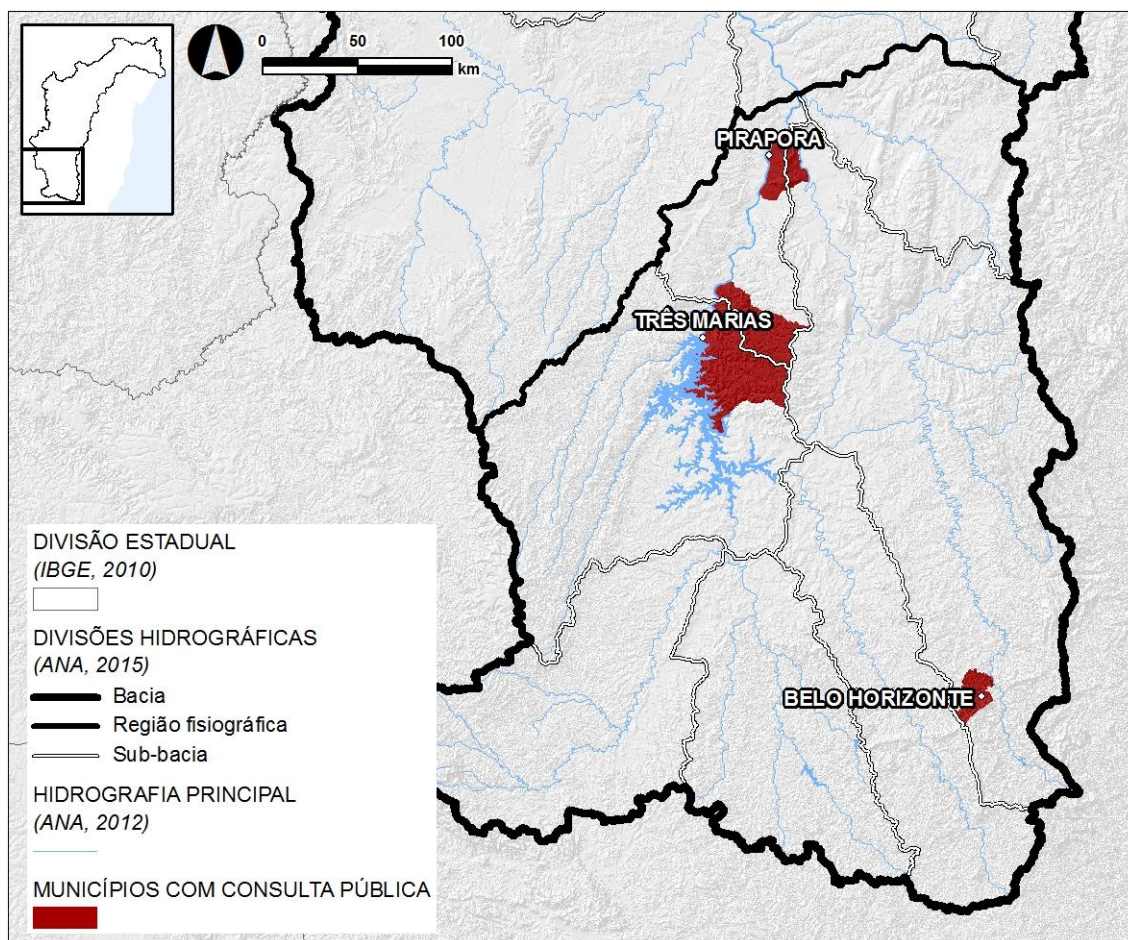 0 50 100
km
PIRAPORA
TRÊS MARIAS
BELO HORIZONTE
DIVISÃO ESTADUAL
(IBGE, 2010)
DIVISÕES HIDROGRÁFICAS
(ANA, 2015)
Bacia
Região fisiográfica
Sub-bacia
HIDROGRAFIA PRINCIPAL
(ANA, 2012)
MUNICÍPIOS COM CONSULTA PÚBLICA